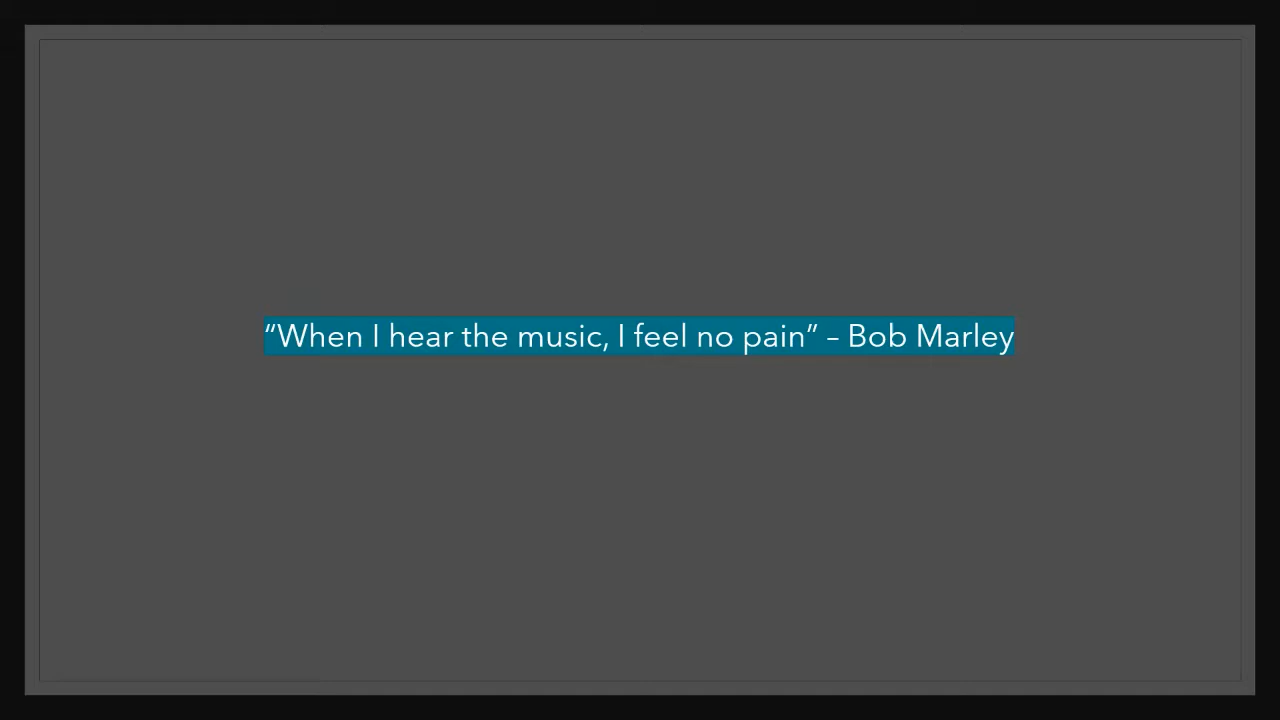 “When I hear the music, I feel no pain” – Bob Marley